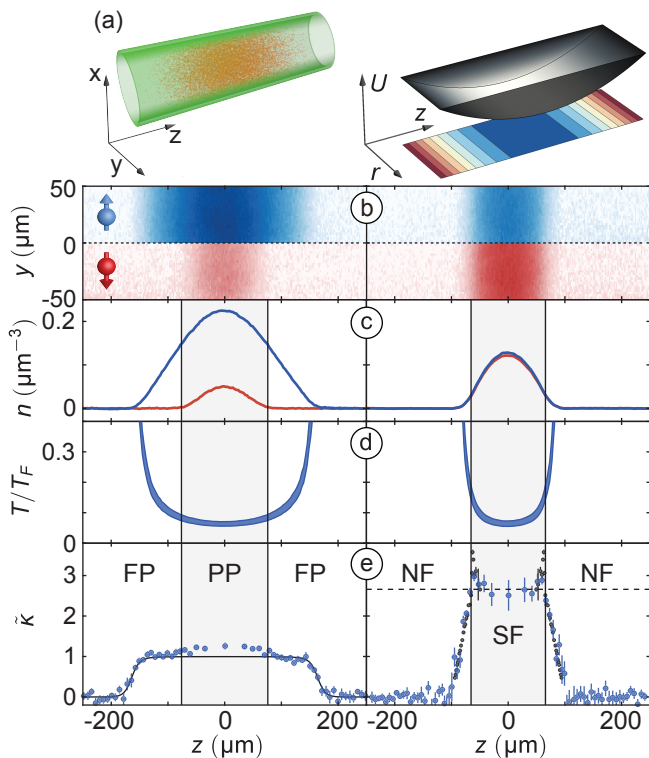 (a)
x
z
y
U
z
r
50
0
-50
y (μm)
b
0.2
0
n (μm⁻³)
c
0.3
0
T/T_F
d
FP
PP
FP
e
NF
NF
SF
3
2
1
0
κ̃
-200
0
200
-200
0
200
z (μm)
z (μm)